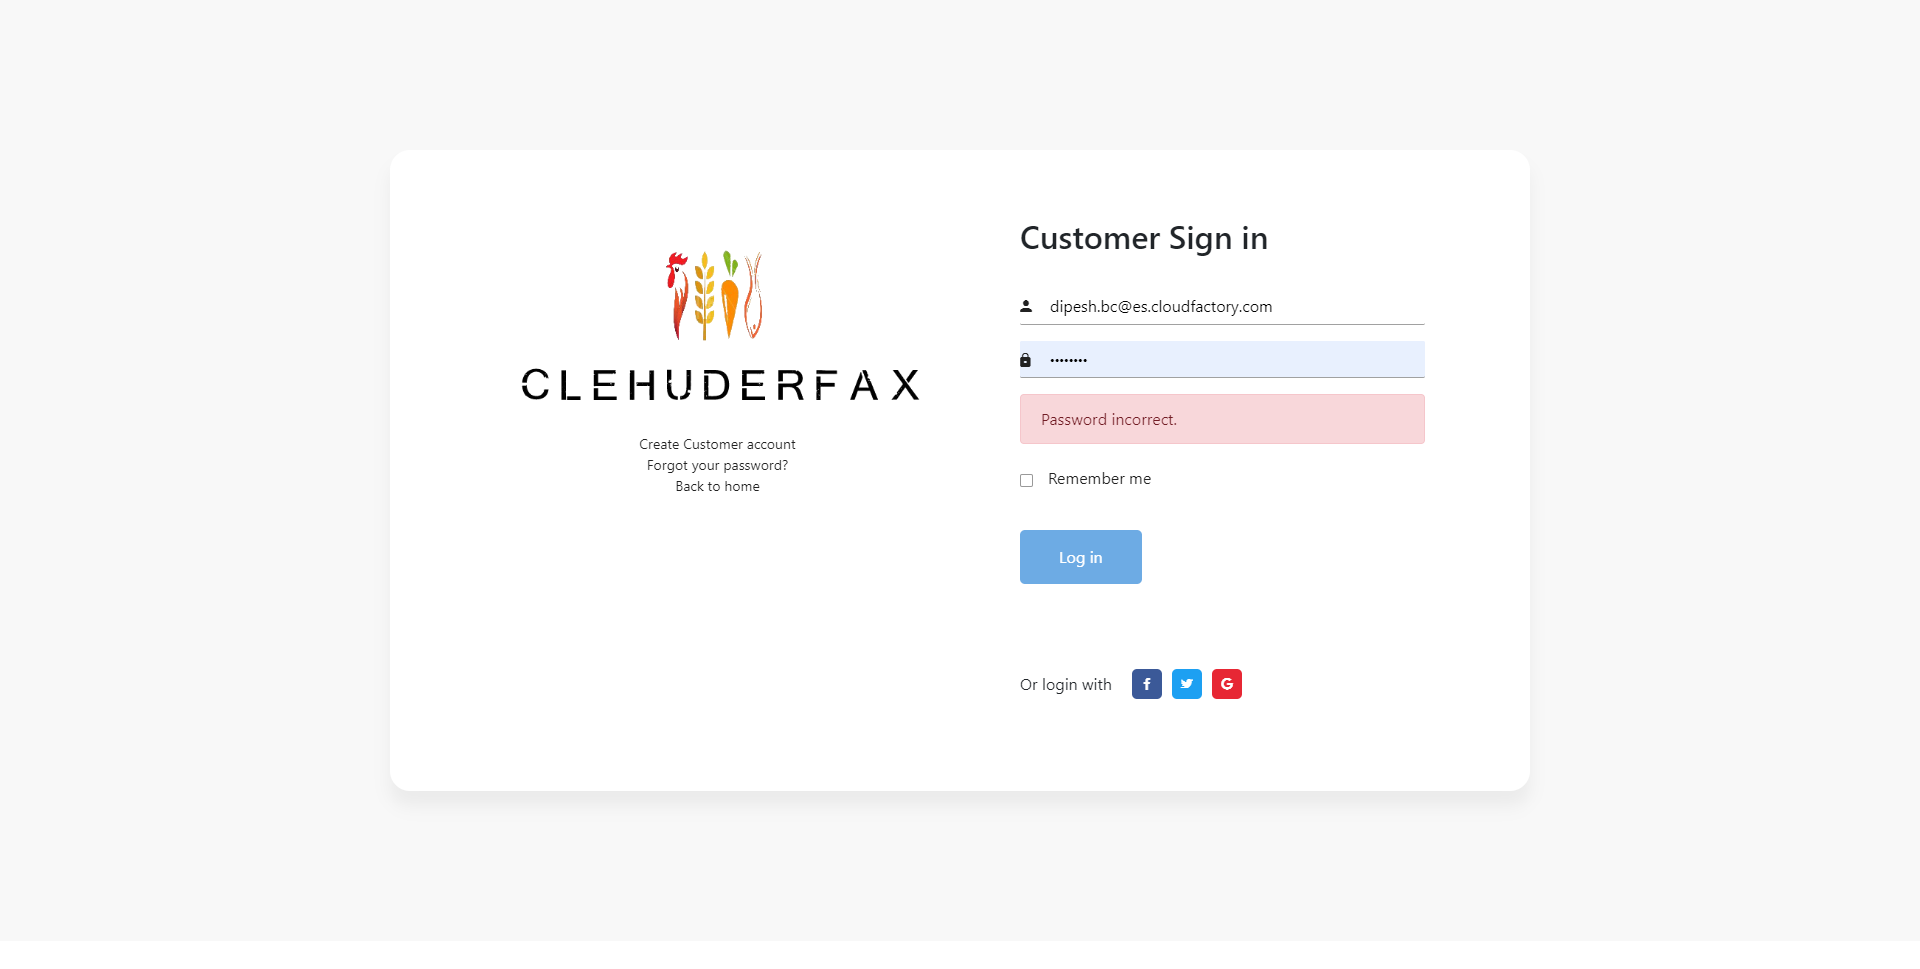 CLEHUDERFAX
Create Customer account
Forgot your password?
Back to home
Customer Sign in
dipesh.bc@es.cloudfactory.com
••••••••
Password incorrect.
Remember me
Log in
Or login with